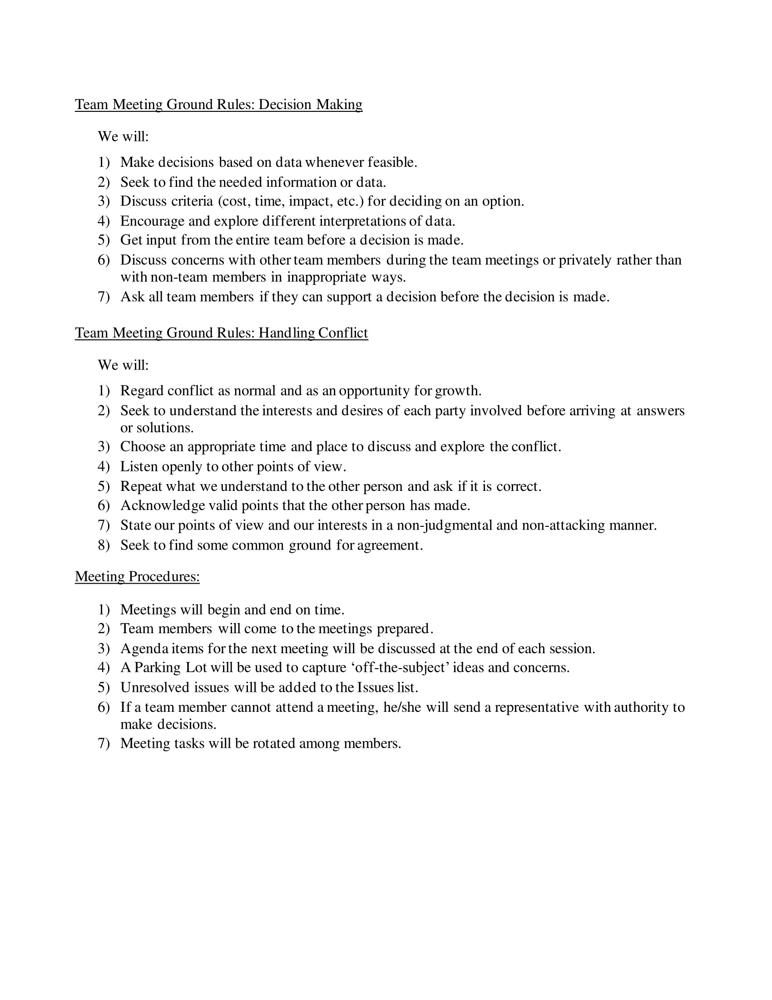 Team Meeting Ground Rules: Decision Making
We will:
1) Make decisions based on data whenever feasible.
2) Seek to find the needed information or data.
3) Discuss criteria (cost, time, impact, etc.) for deciding on an option.
4) Encourage and explore different interpretations of data.
5) Get input from the entire team before a decision is made.
6) Discuss concerns with other team members during the team meetings or privately rather than
with non-team members in inappropriate ways.
7) Ask all team members if they can support a decision before the decision is made.
Team Meeting Ground Rules: Handling Conflict
We will:
1) Regard conflict as normal and as an opportunity for growth.
2) Seek to understand the interests and desires of each party involved before arriving at answers
or solutions.
3) Choose an appropriate time and place to discuss and explore the conflict.
4) Listen openly to other points of view.
5) Repeat what we understand to the other person and ask if it is correct.
6) Acknowledge valid points that the other person has made.
7) State our points of view and our interests in a non-judgmental and non-attacking manner.
8) Seek to find some common ground for agreement.
Meeting Procedures:
1) Meetings will begin and end on time.
2) Team members will come to the meetings prepared.
3) Agenda items for the next meeting will be discussed at the end of each session.
4) A Parking Lot will be used to capture ‘off-the-subject’ ideas and concerns.
5) Unresolved issues will be added to the Issues list.
6) If a team member cannot attend a meeting, he/she will send a representative with authority to
make decisions.
7) Meeting tasks will be rotated among members.